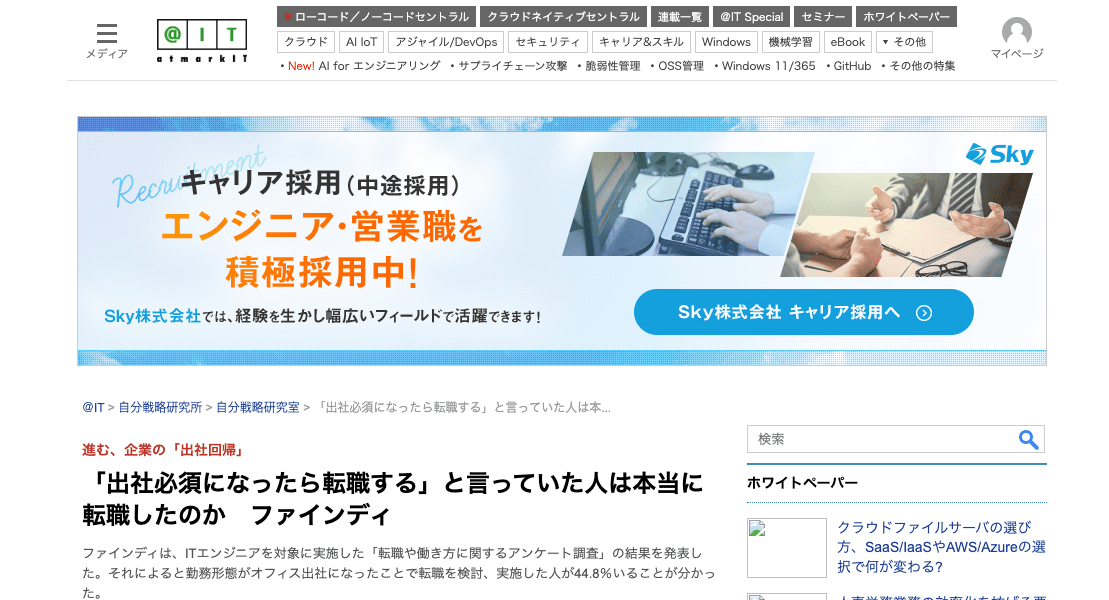 メディア
@IT
atmarkIT
ローコード／ノーコードセントラル
クラウドネイティブセントラル
連載一覧
@IT Special
セミナー
ホワイトペーパー
クラウド
AI IoT
アジャイル/DevOps
セキュリティ
キャリア&スキル
Windows
機械学習
eBook
▼ その他
• New! AI for エンジニアリング • サプライチェーン攻撃 • 脆弱性管理 • OSS管理 • Windows 11/365 • GitHub • その他の特集
マイページ
Recruitment
キャリア採用（中途採用）
エンジニア・営業職を
積極採用中！
Sky株式会社では、経験を生かし幅広いフィールドで活躍できます！
Sky
Sky株式会社 キャリア採用へ
@IT > 自分戦略研究所 > 自分戦略研究室 > 「出社必須になったら転職する」と言っていた人は本...
進む、企業の「出社回帰」
「出社必須になったら転職する」と言っていた人は本当に
転職したのか　ファインディ
ファインディは、ITエンジニアを対象に実施した「転職や働き方に関するアンケート調査」の結果を発表し
た。それによると勤務形態がオフィス出社になったことで転職を検討、実施した人が44.8％いることが分かっ
た。
検索
ホワイトペーパー
クラウドファイルサーバの選び
方、SaaS/IaaSやAWS/Azureの選
択で何が変わる?